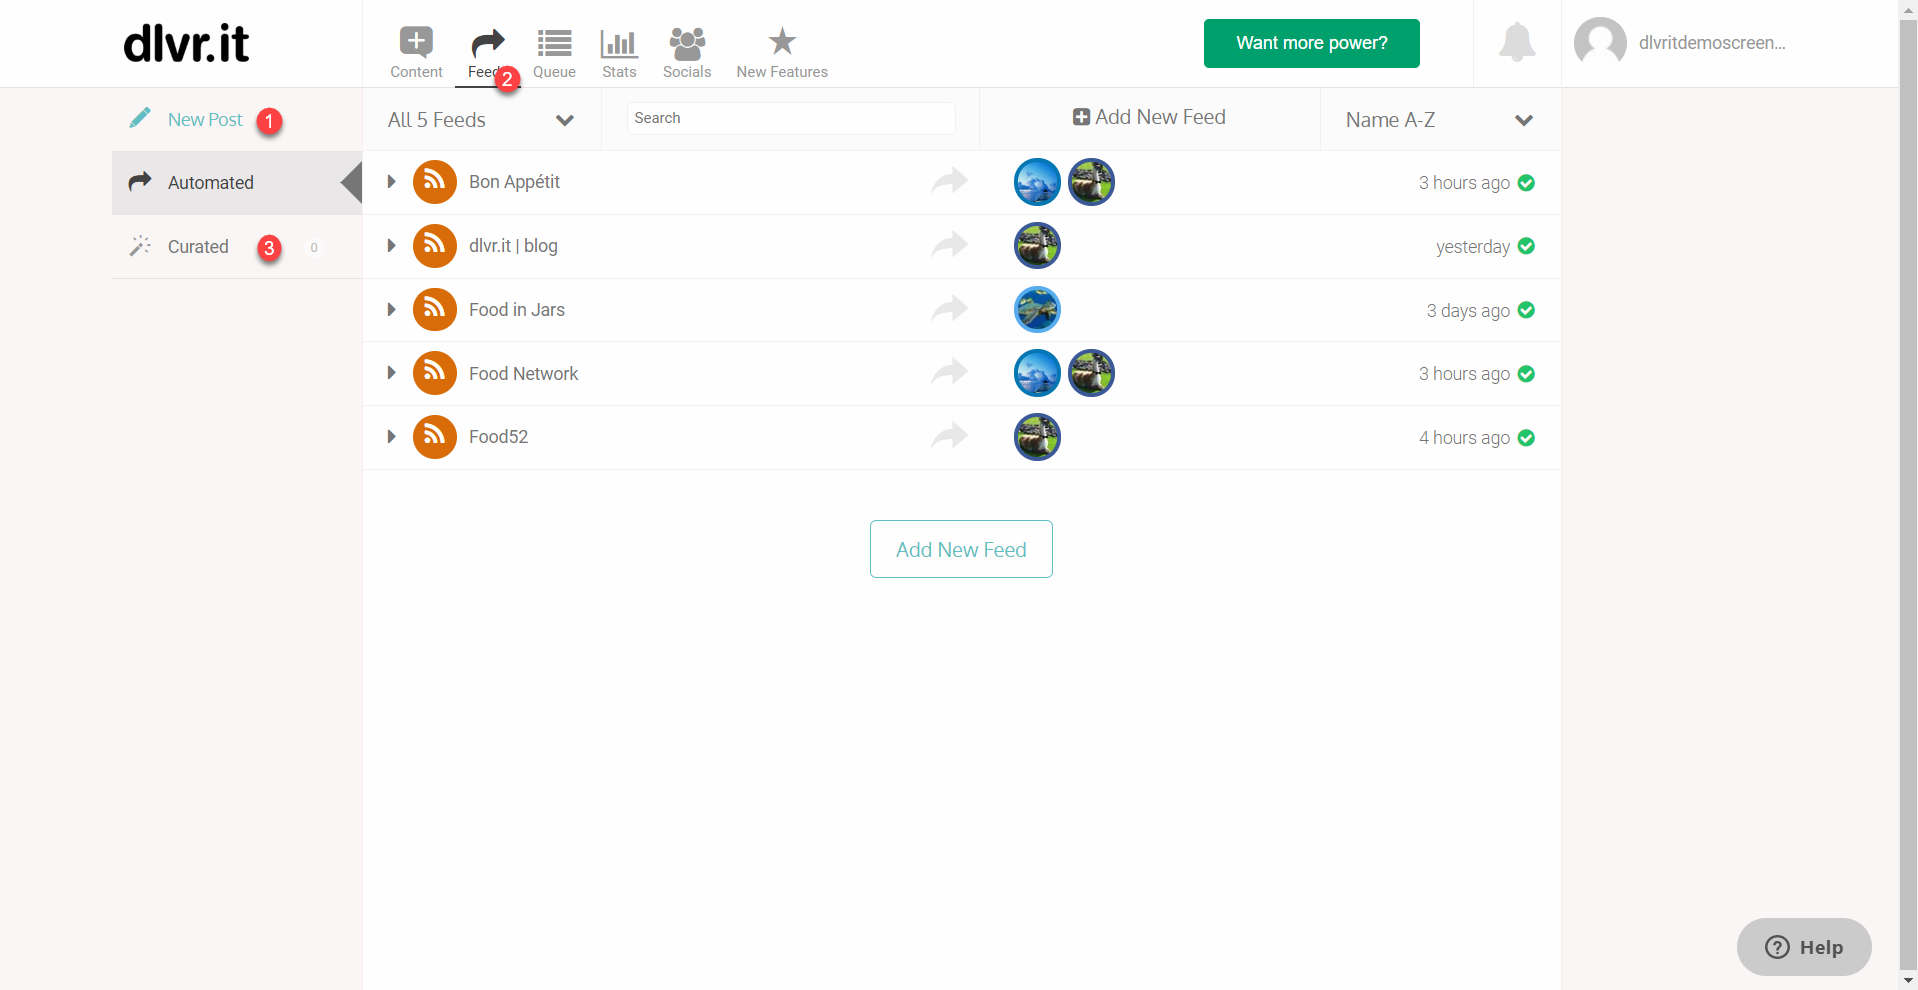 dlvr.it
Content
Feed
2
Queue
Stats
Socials
New Features
Want more power?
dlvritdemoscreen...
New Post 1
Automated
Curated 3 0
All 5 Feeds
Search
Add New Feed
Name A-Z
Bon Appétit
3 hours ago
dlvr.it | blog
yesterday
Food in Jars
3 days ago
Food Network
3 hours ago
Food52
4 hours ago
Add New Feed
? Help